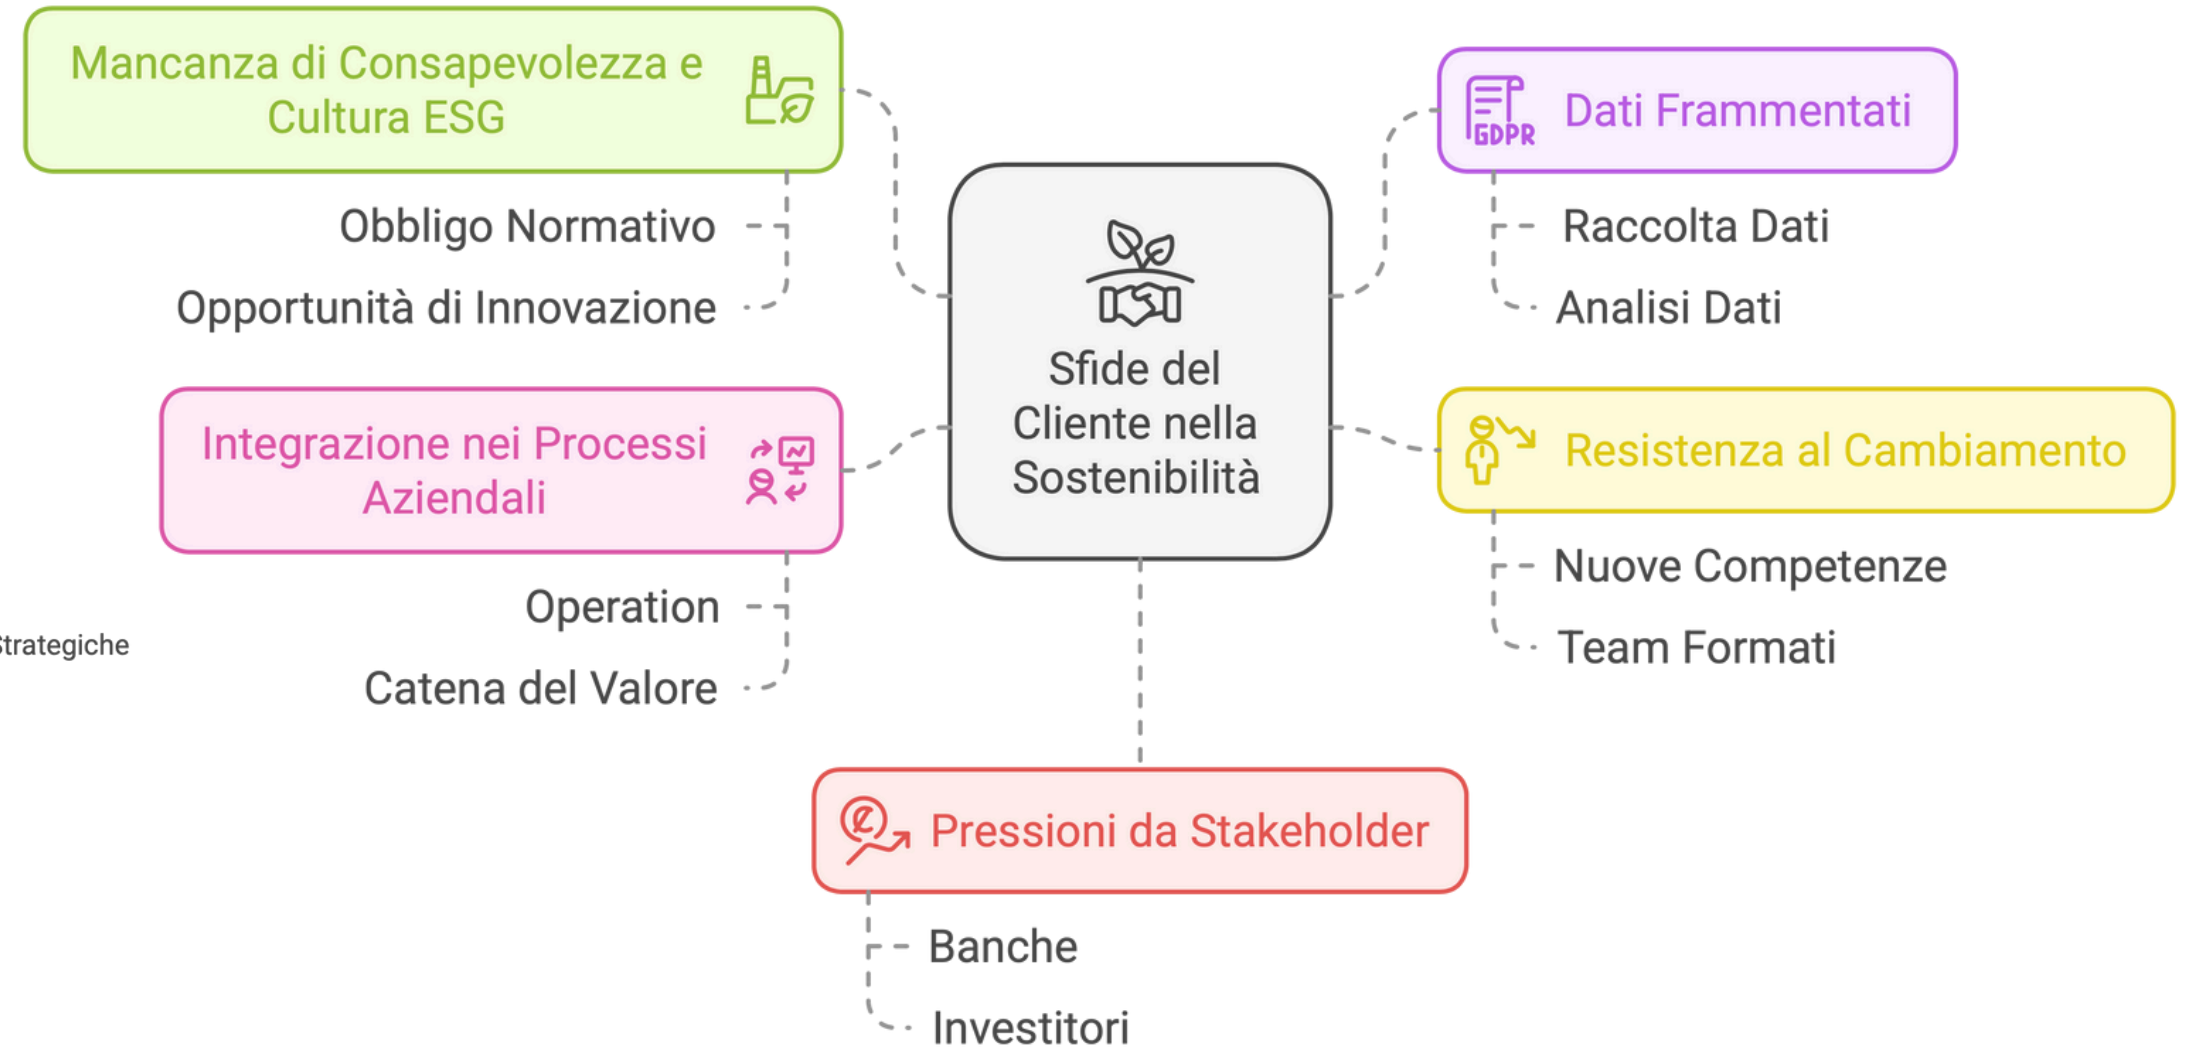 Mancanza di Consapevolezza e
Cultura ESG
Obbligo Normativo
Opportunità di Innovazione
Integrazione nei Processi
Aziendali
Operation
Catena del Valore
Strategiche
Sfide del
Cliente nella
Sostenibilità
GDPR
Dati Frammentati
Raccolta Dati
Analisi Dati
Resistenza al Cambiamento
Nuove Competenze
Team Formati
Pressioni da Stakeholder
Banche
Investitori